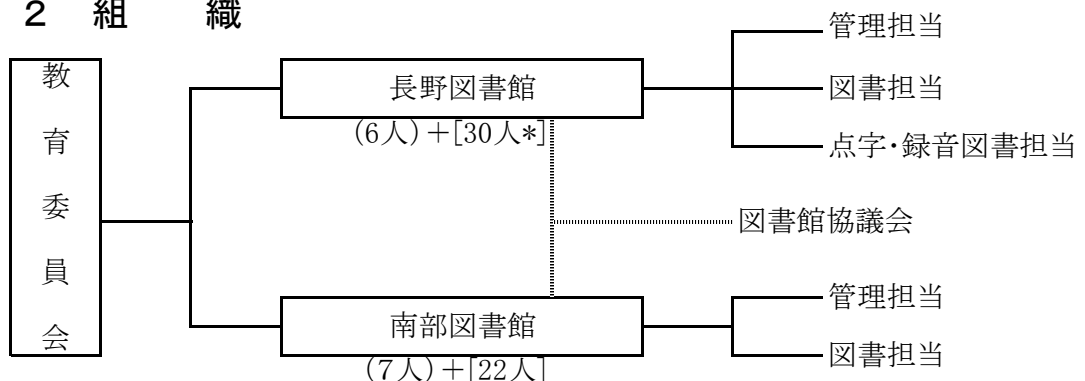 ２ 組 織
教育委員会
長野図書館
(6人)＋[30人*]
管理担当
図書担当
点字・録音図書担当
図書館協議会
南部図書館
(7人)＋[22人]
管理担当
図書担当